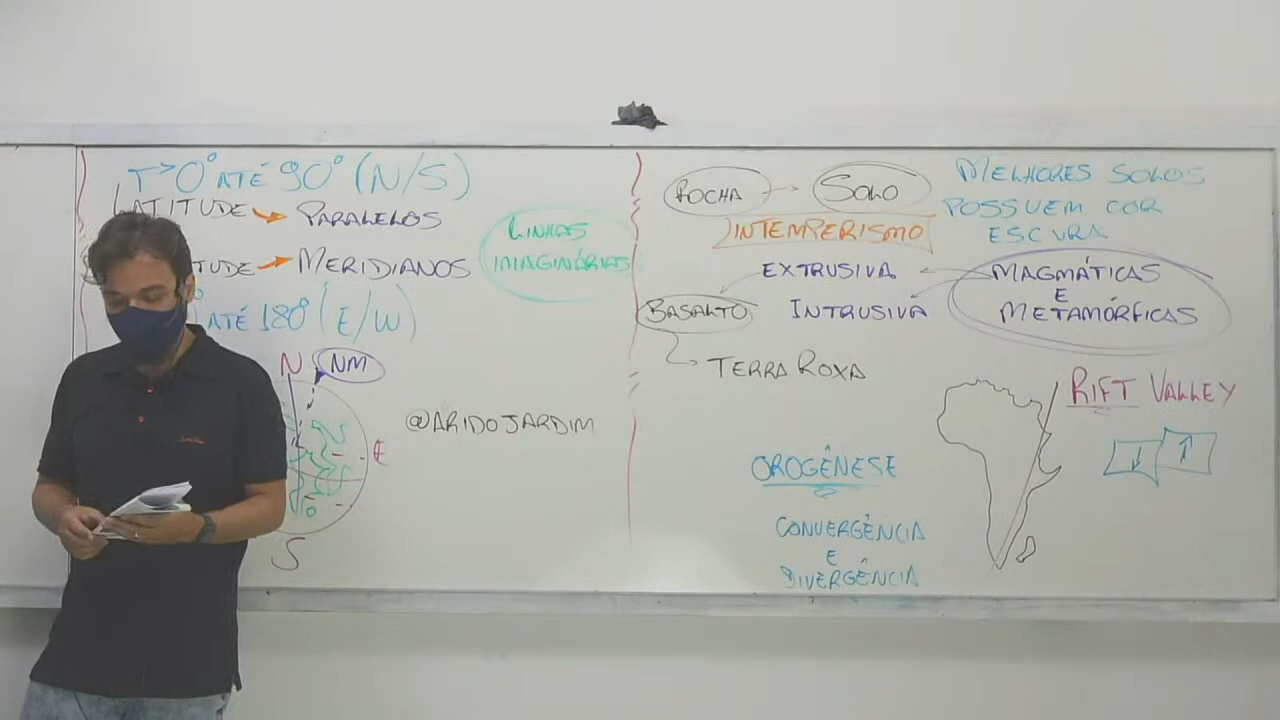 0° ATÉ 90° (N/S)
LATITUDE → PARALELOS
TUDE → MERIDIANOS
LINHAS
IMAGINÁRIAS
ATÉ 180° (E/W)
N
NM
E
S
@ARIDOJARDIM
ROCHA → SOLO
INTEMPERISMO
MELHORES SOLOS
POSSUEM COR
ESCURA
EXTRUSIVA
INTRUSIVA
MAGMÁTICAS
E
METAMÓRFICAS
BASALTO
TERRA ROXA
RIFT VALLEY
OROGÊNESE
CONVERGÊNCIA
E
DIVERGÊNCIA